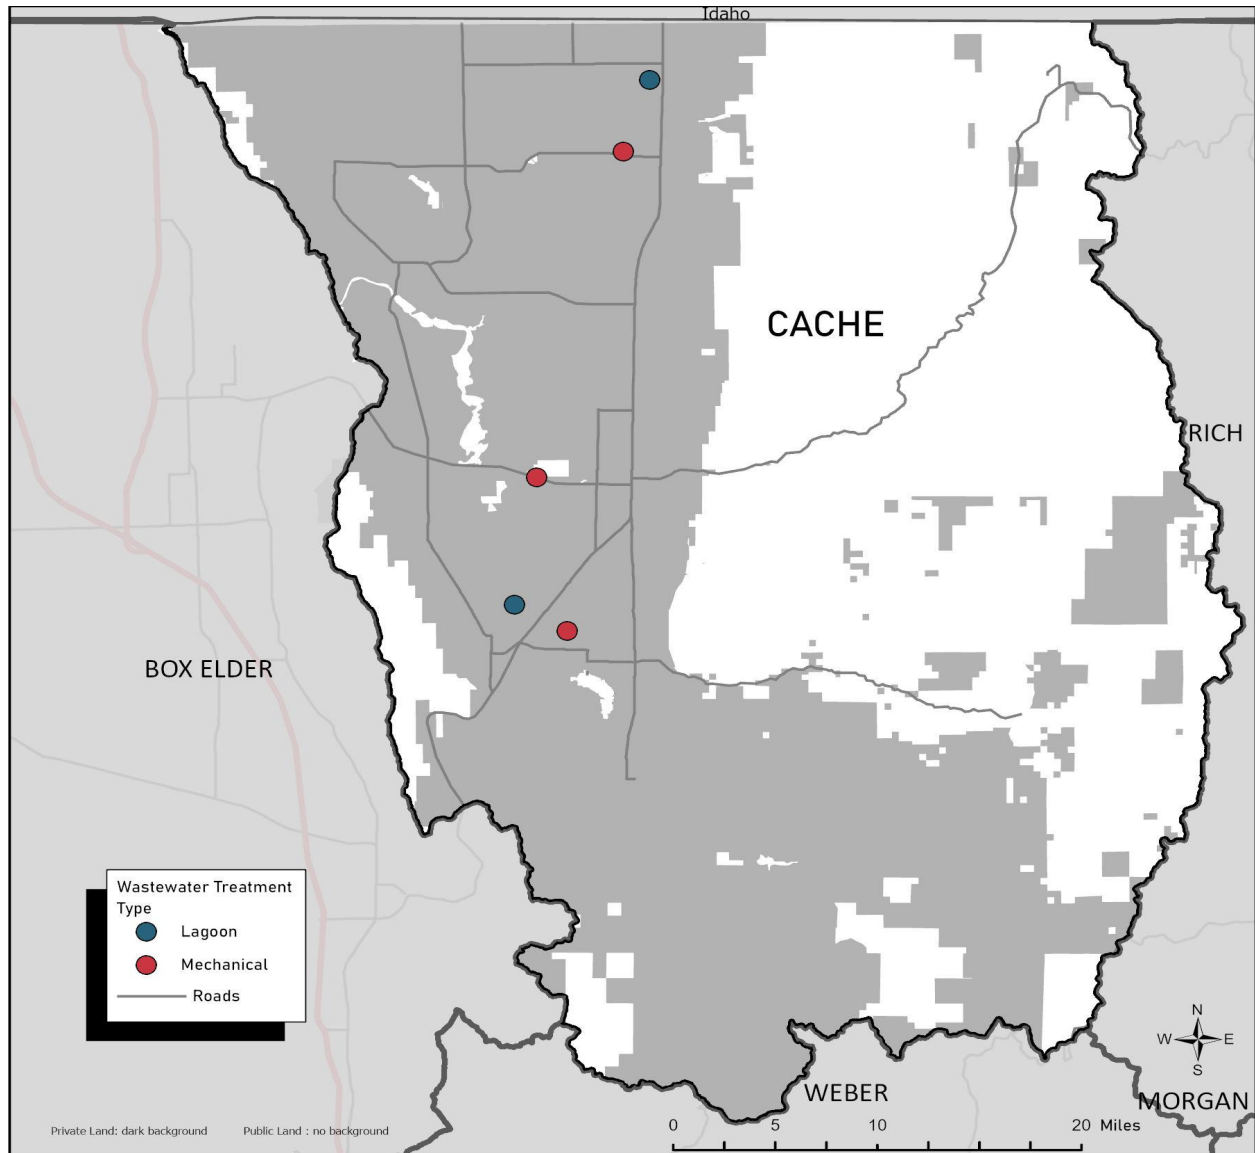 Idaho
CACHE
RICH
BOX ELDER
Wastewater Treatment
Type
Lagoon
Mechanical
Roads
N
W E
S
WEBER
MORGAN
Private Land: dark background Public Land : no background
0 5 10 20 Miles